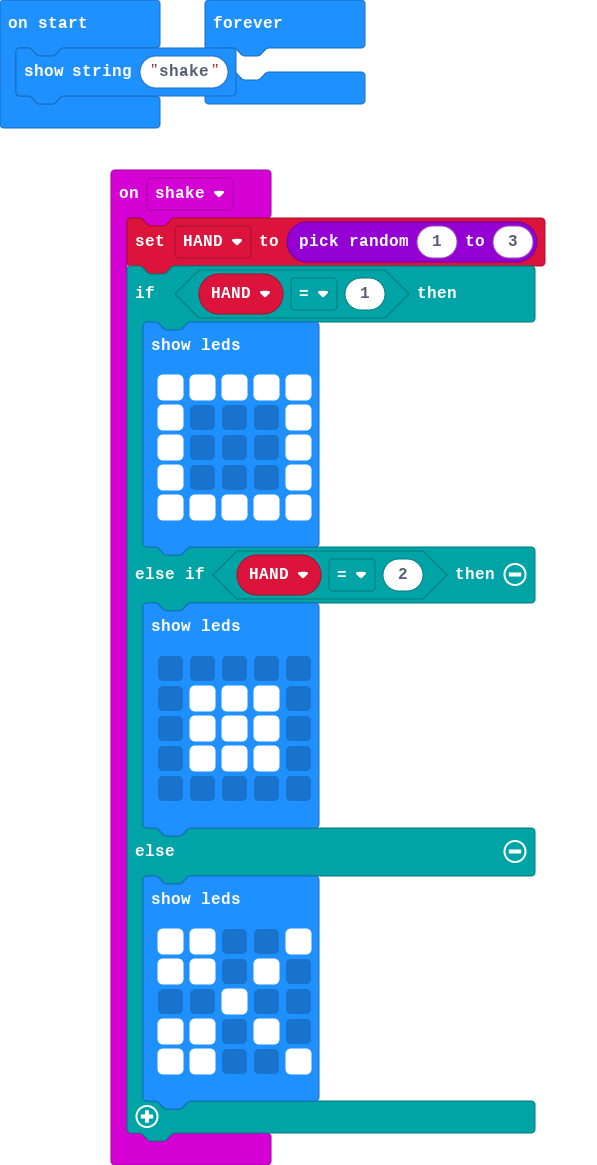 on start
forever
show string "shake"
on shake
set HAND to pick random 1 to 3
if HAND = 1 then
show leds
else if HAND = 2 then
show leds
else
show leds